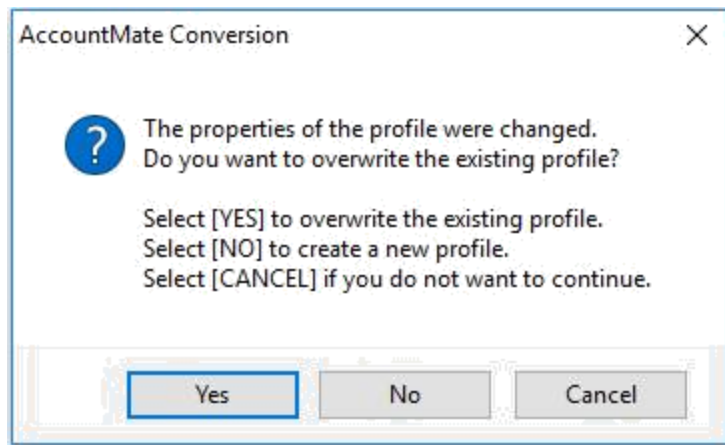 AccountMate Conversion
The properties of the profile were changed.
Do you want to overwrite the existing profile?
Select [YES] to overwrite the existing profile.
Select [NO] to create a new profile.
Select [CANCEL] if you do not want to continue.
Yes No Cancel